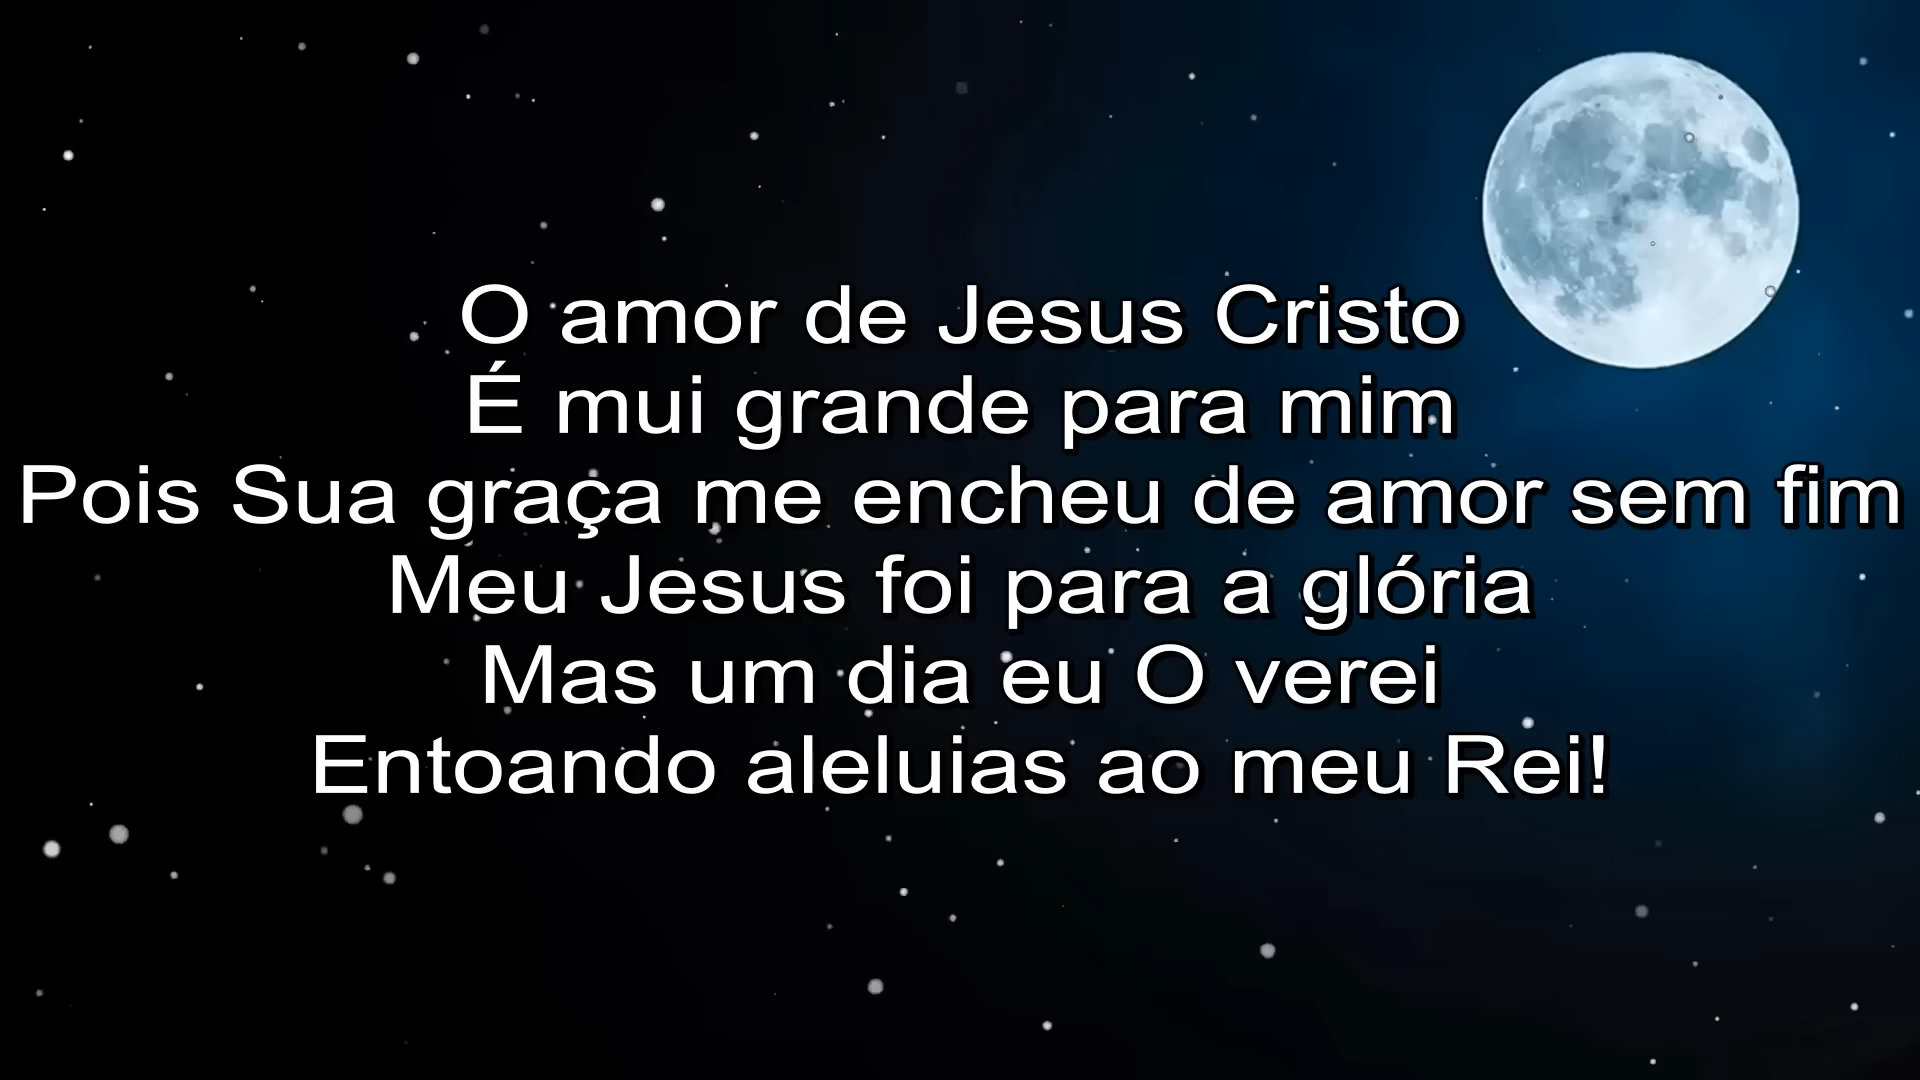 O amor de Jesus Cristo
É mui grande para mim
Pois Sua graça me encheu de amor sem fim
Meu Jesus foi para a glória
Mas um dia eu O verei
Entoando aleluias ao meu Rei!